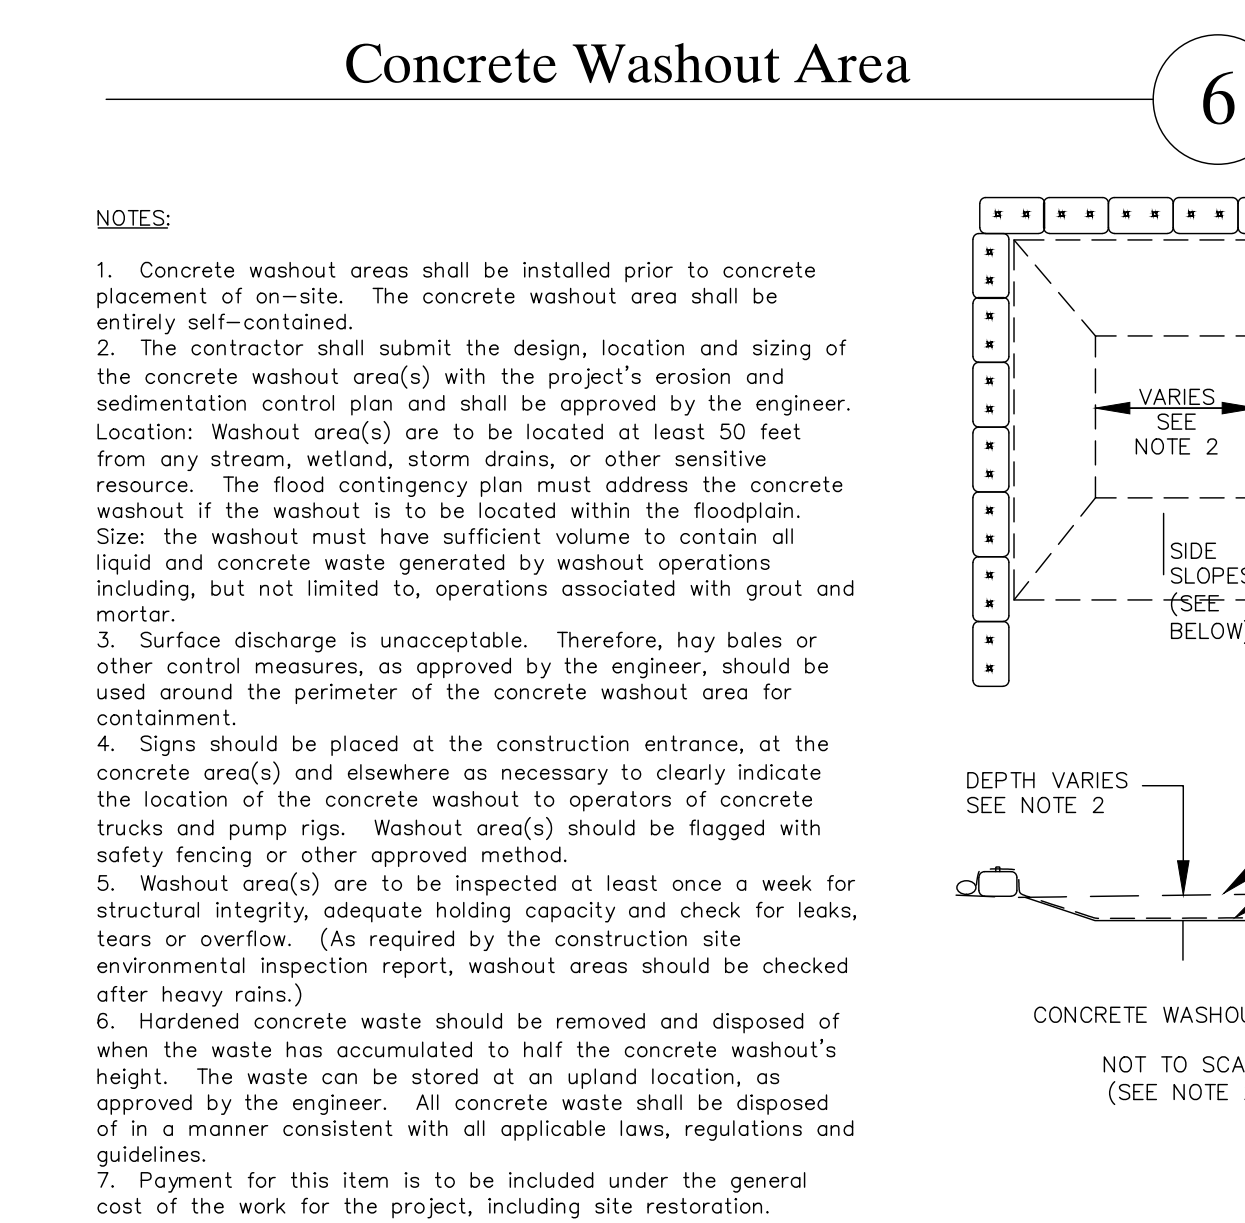 Concrete Washout Area
6
NOTES:
1. Concrete washout areas shall be installed prior to concrete
placement of on-site. The concrete washout area shall be
entirely self-contained.
2. The contractor shall submit the design, location and sizing of
the concrete washout area(s) with the project's erosion and
sedimentation control plan and shall be approved by the engineer.
Location: Washout area(s) are to be located at least 50 feet
from any stream, wetland, storm drains, or other sensitive
resource. The flood contingency plan must address the concrete
washout if the washout is to be located within the floodplain.
Size: the washout must have sufficient volume to contain all
liquid and concrete waste generated by washout operations
including, but not limited to, operations associated with grout and
mortar.
3. Surface discharge is unacceptable. Therefore, hay bales or
other control measures, as approved by the engineer, should be
used around the perimeter of the concrete washout area for
containment.
4. Signs should be placed at the construction entrance, at the
concrete area(s) and elsewhere as necessary to clearly indicate
the location of the concrete washout to operators of concrete
trucks and pump rigs. Washout area(s) should be flagged with
safety fencing or other approved method.
5. Washout area(s) are to be inspected at least once a week for
structural integrity, adequate holding capacity and check for leaks,
tears or overflow. (As required by the construction site
environmental inspection report, washout areas should be checked
after heavy rains.)
6. Hardened concrete waste should be removed and disposed of
when the waste has accumulated to half the concrete washout's
height. The waste can be stored at an upland location, as
approved by the engineer. All concrete waste shall be disposed
of in a manner consistent with all applicable laws, regulations and
guidelines.
7. Payment for this item is to be included under the general
cost of the work for the project, including site restoration.
VARIES
SEE
NOTE 2
SIDE
SLOPES
(SEE
BELOW)
DEPTH VARIES
SEE NOTE 2
CONCRETE WASHOU
NOT TO SCA
(SEE NOTE